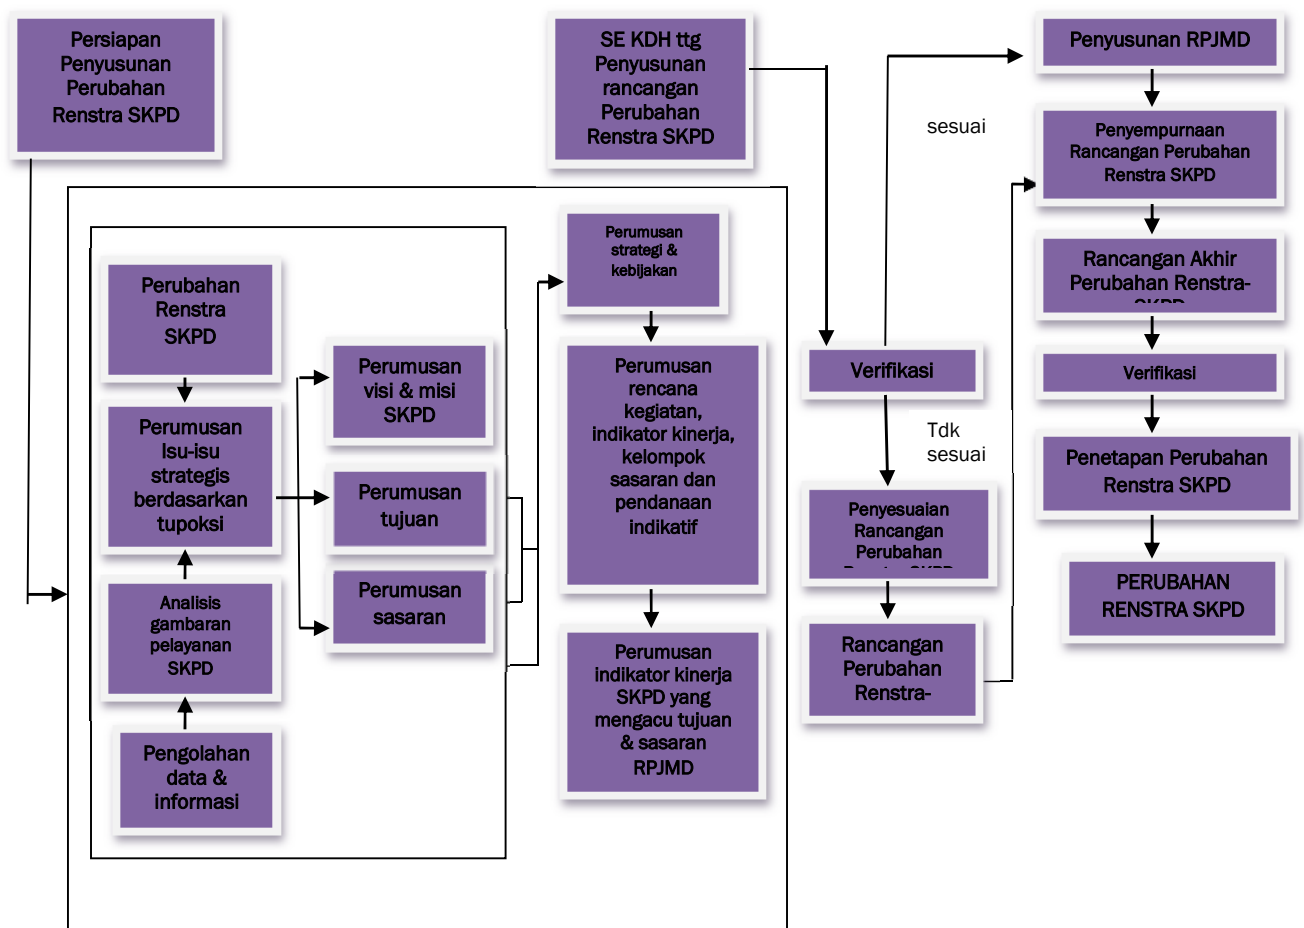 Persiapan
Penyusunan
Perubahan
Renstra SKPD
SE KDH ttg
Penyusunan
rancangan
Perubahan
Renstra SKPD
Penyusunan RPJMD
sesuai
Penyempurnaan
Rancangan Perubahan
Renstra SKPD
Rancangan Akhir
Perubahan Renstra-
SKPD
Verifikasi
Penetapan Perubahan
Renstra SKPD
PERUBAHAN
RENSTRA SKPD
Perubahan
Renstra
SKPD
Perumusan
Isu-isu
strategis
berdasarkan
tupoksi
Analisis
gambaran
pelayanan
SKPD
Pengolahan
data &
informasi
Perumusan
visi & misi
SKPD
Perumusan
tujuan
Perumusan
sasaran
Perumusan
strategi &
kebijakan
Perumusan
rencana
kegiatan,
indikator kinerja,
kelompok
sasaran dan
pendanaan
indikatif
Perumusan
indikator kinerja
SKPD yang
mengacu tujuan
& sasaran
RPJMD
Verifikasi
Tdk
sesuai
Penyesuaian
Rancangan
Perubahan
Rancangan
Perubahan
Renstra-